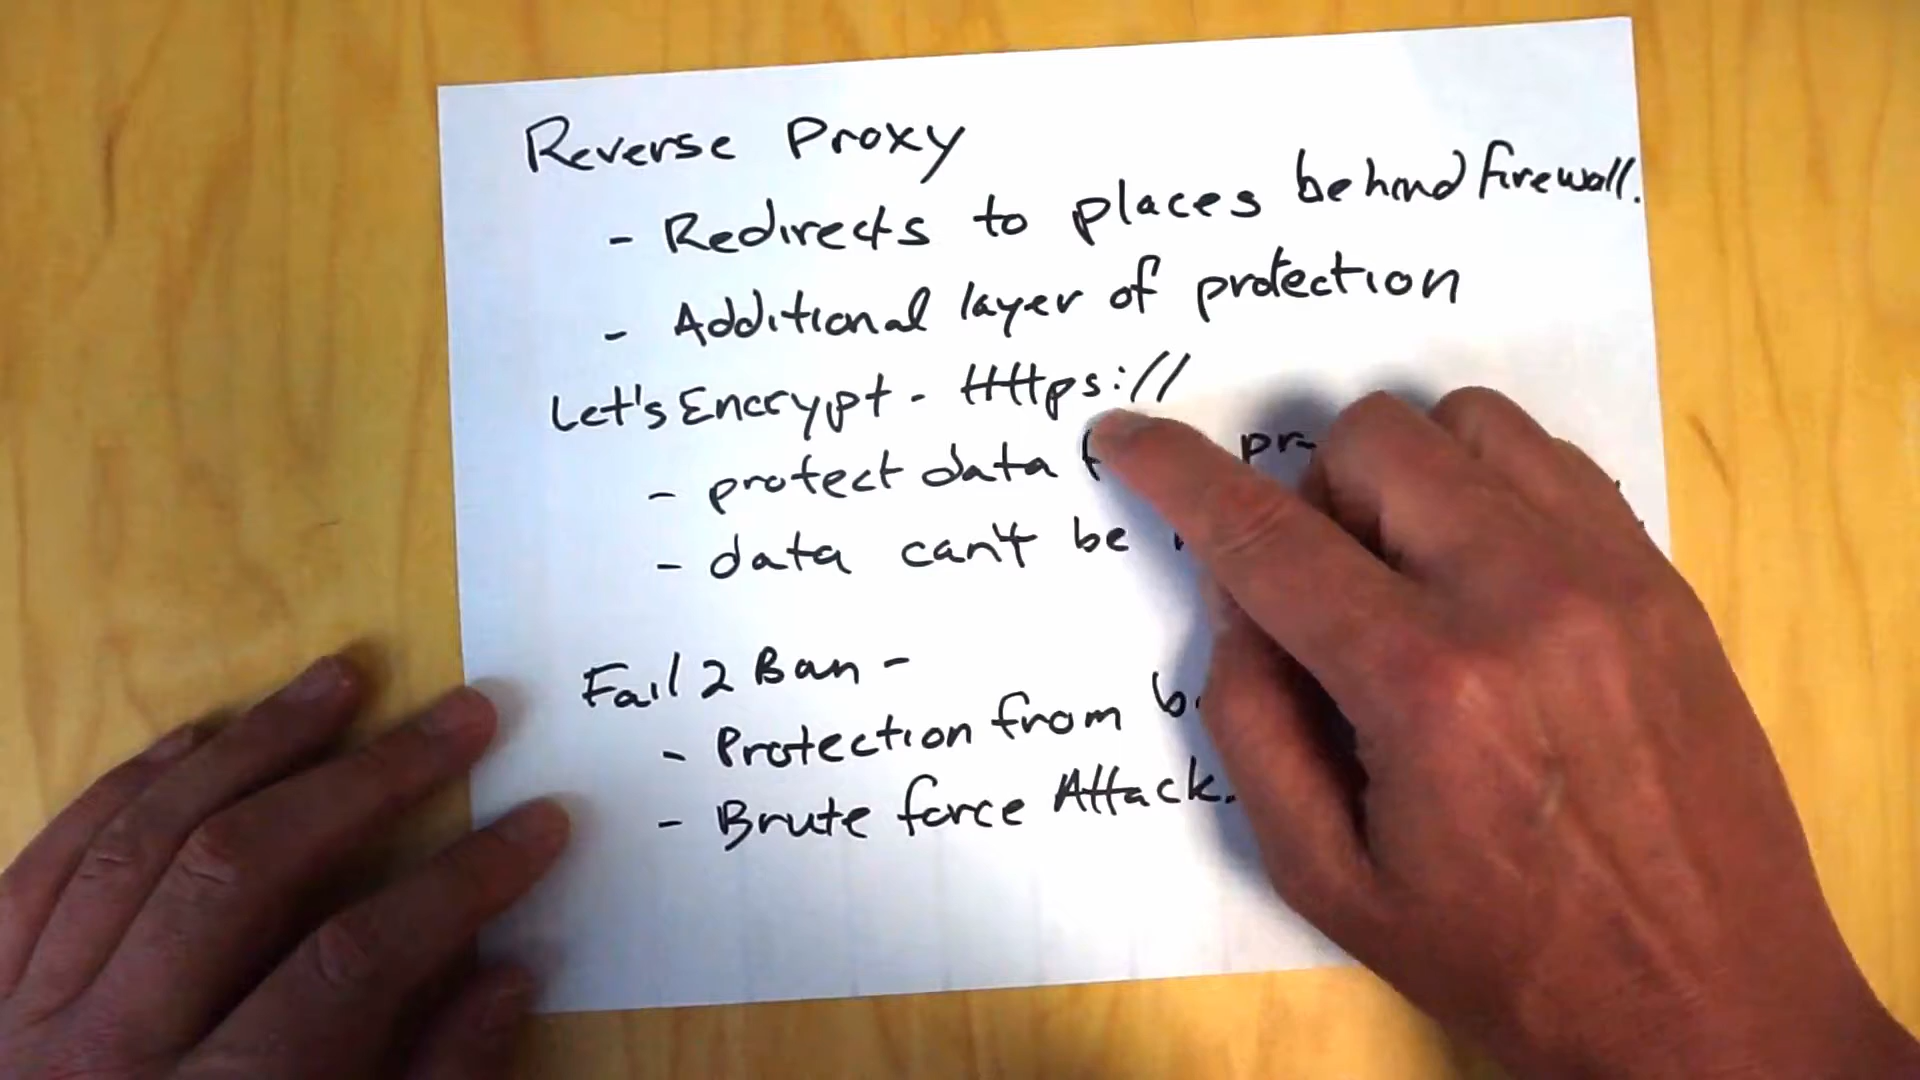 Reverse Proxy
- Redirects to places behind firewall.
- Additional layer of protection
Let's Encrypt - Https://
- protect data
- data can't be
Fail 2 Ban -
- Protection from
- Brute force Attack.